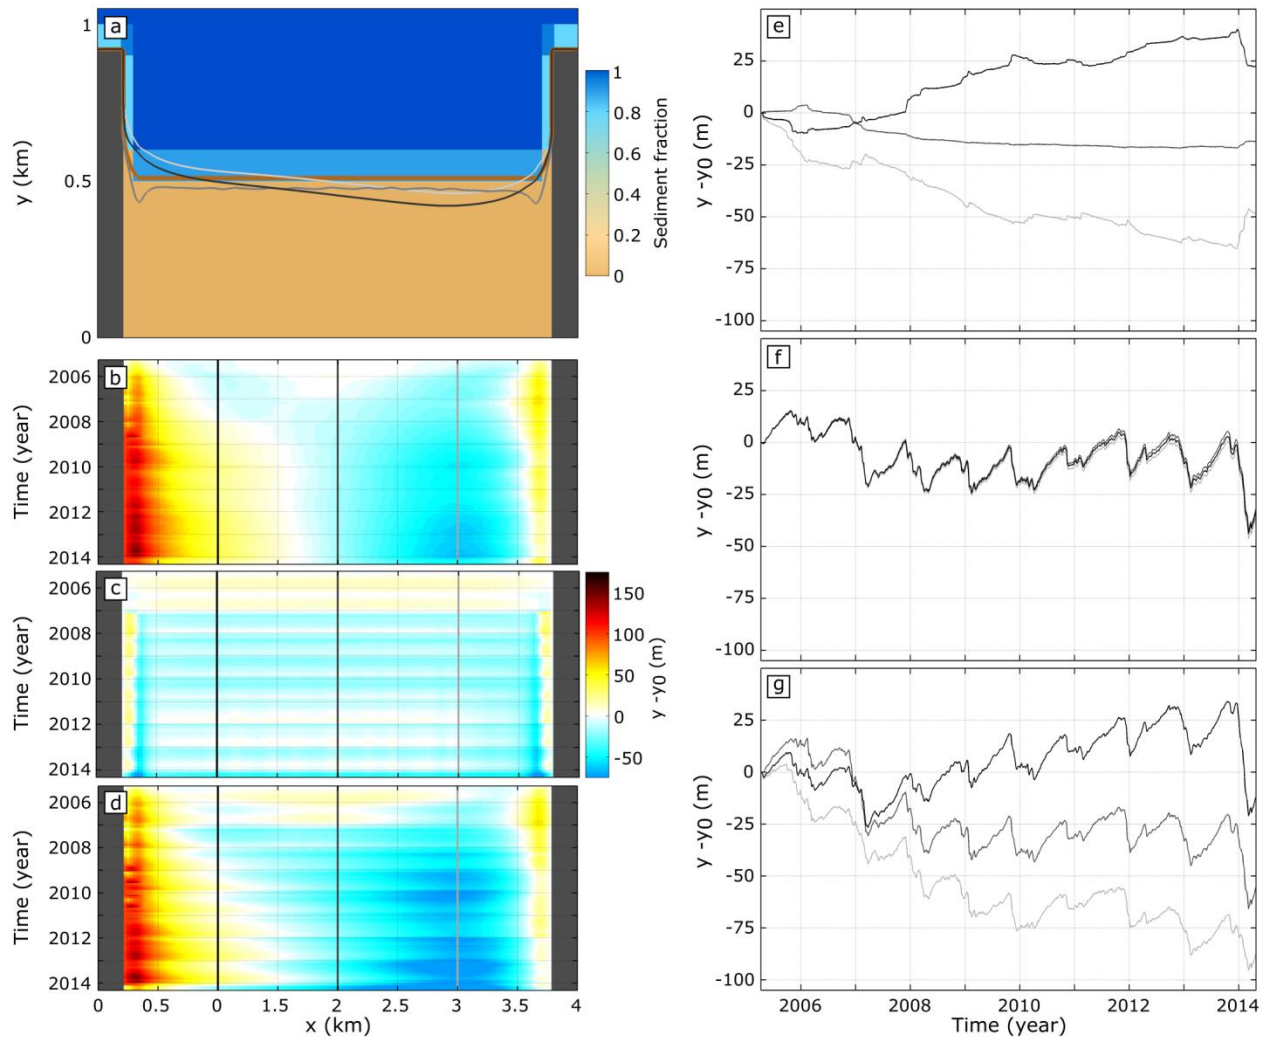 a
1
0.5
0
y (km)
1
0.8
0.6
0.4
0.2
0
Sediment fraction
b
2006
2008
2010
2012
2014
Time (year)
c
2006
2008
2010
2012
2014
Time (year)
150
100
50
0
-50
y -y0 (m)
d
2006
2008
2010
2012
2014
Time (year)
0 0.5 0 1.5 2 2.5 3 3.5 4
x (km)
e
25
0
-25
-50
-75
-100
y -y0 (m)
f
25
0
-25
-50
-75
-100
y -y0 (m)
g
25
0
-25
-50
-75
-100
y -y0 (m)
2006 2008 2010 2012 2014
Time (year)